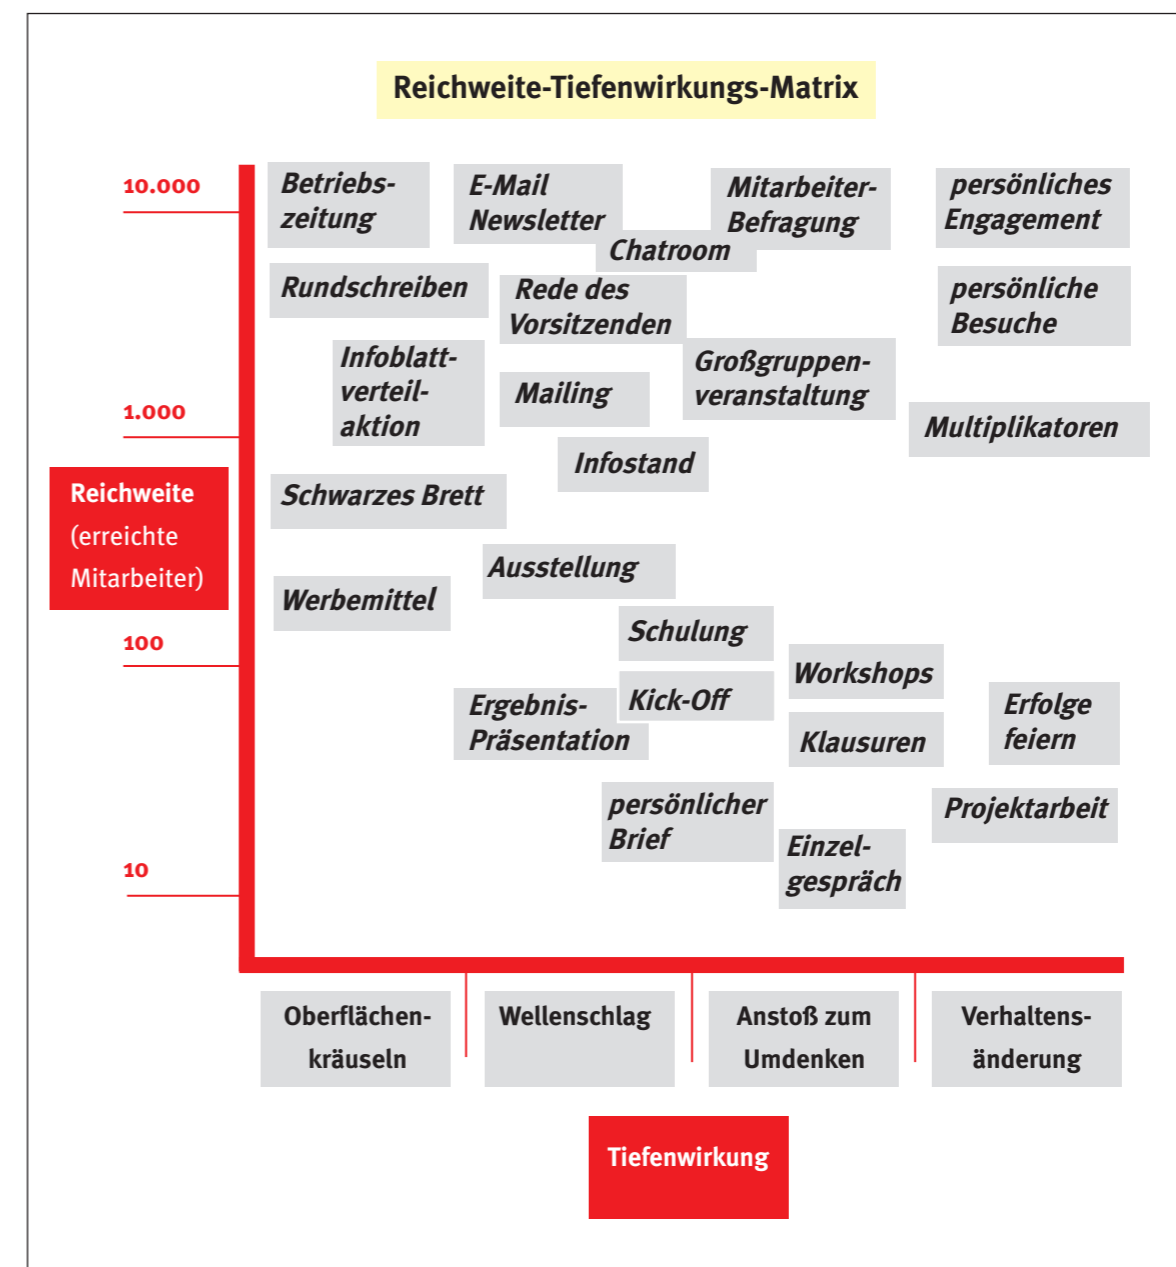 Reichweite-Tiefenwirkungs-Matrix
10.000
Betriebs-
zeitung
E-Mail
Newsletter
Mitarbeiter-
Befragung
persönliches
Engagement
Chatroom
Rundschreiben
Rede des
Vorsitzenden
persönliche
Besuche
Infoblatt-
verteil-
aktion
Mailing
Großgruppen-
veranstaltung
1.000
Multiplikatoren
Infostand
Reichweite
(erreichte
Mitarbeiter)
Schwarzes Brett
Ausstellung
Werbemittel
100
Schulung
Workshops
Ergebnis-
Präsentation
Kick-Off
Klausuren
Erfolge
feiern
persönlicher
Brief
Projektarbeit
Einzel-
gespräch
10
Oberflächen-
kräuseln
Wellenschlag
Anstoß zum
Umdenken
Verhaltens-
änderung
Tiefenwirkung